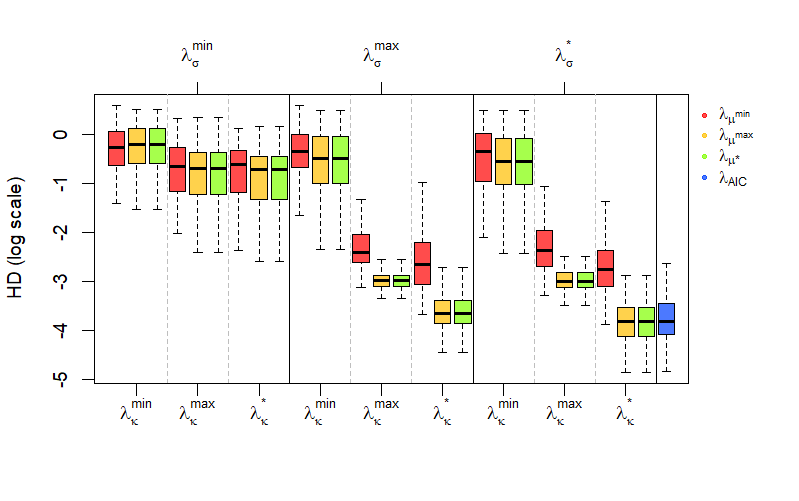 λσmin λσmax λσ*
HD (log scale)
0
-1
-2
-3
-4
-5
λκmin λκmax λκ* λκmin λκmax λκ* λκmin λκmax λκ*
λμmin
λμmax
λμ*
λAIC